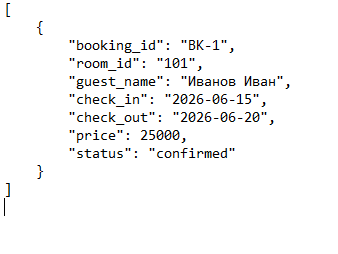 [
    {
        "booking_id": "BK-1",
        "room_id": "101",
        "guest_name": "Иванов Иван",
        "check_in": "2026-06-15",
        "check_out": "2026-06-20",
        "price": 25000,
        "status": "confirmed"
    }
]